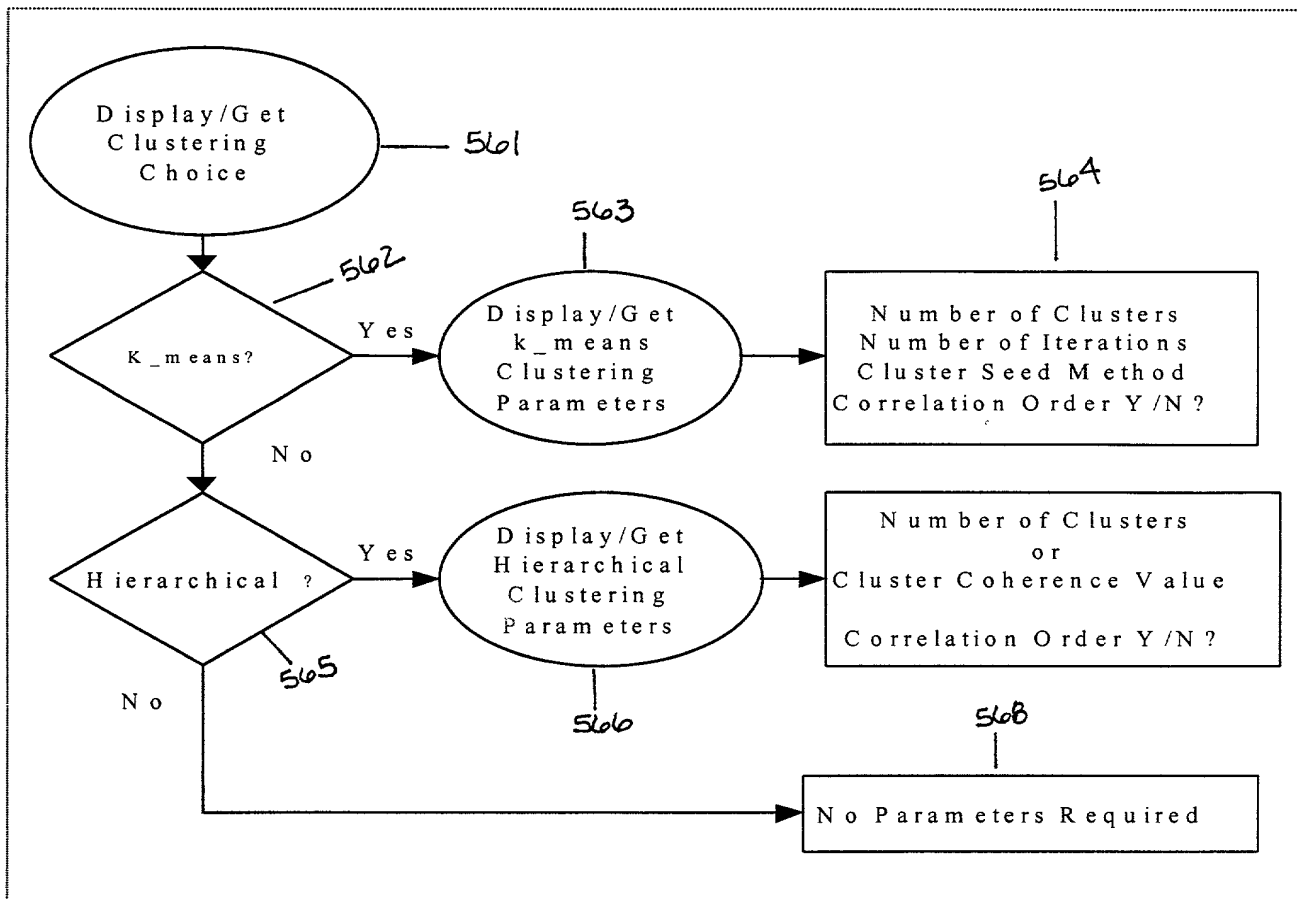 Display/Get
Clustering
Choice
561
562
K_means?
Yes
No
563
Display/Get
k_means
Clustering
Parameters
564
Number of Clusters
Number of Iterations
Cluster Seed Method
Correlation Order Y/N?
Hierarchical ?
Yes
No
565
Display/Get
Hierarchical
Clustering
Parameters
566
Number of Clusters
or
Cluster Coherence Value
Correlation Order Y/N?
568
No Parameters Required